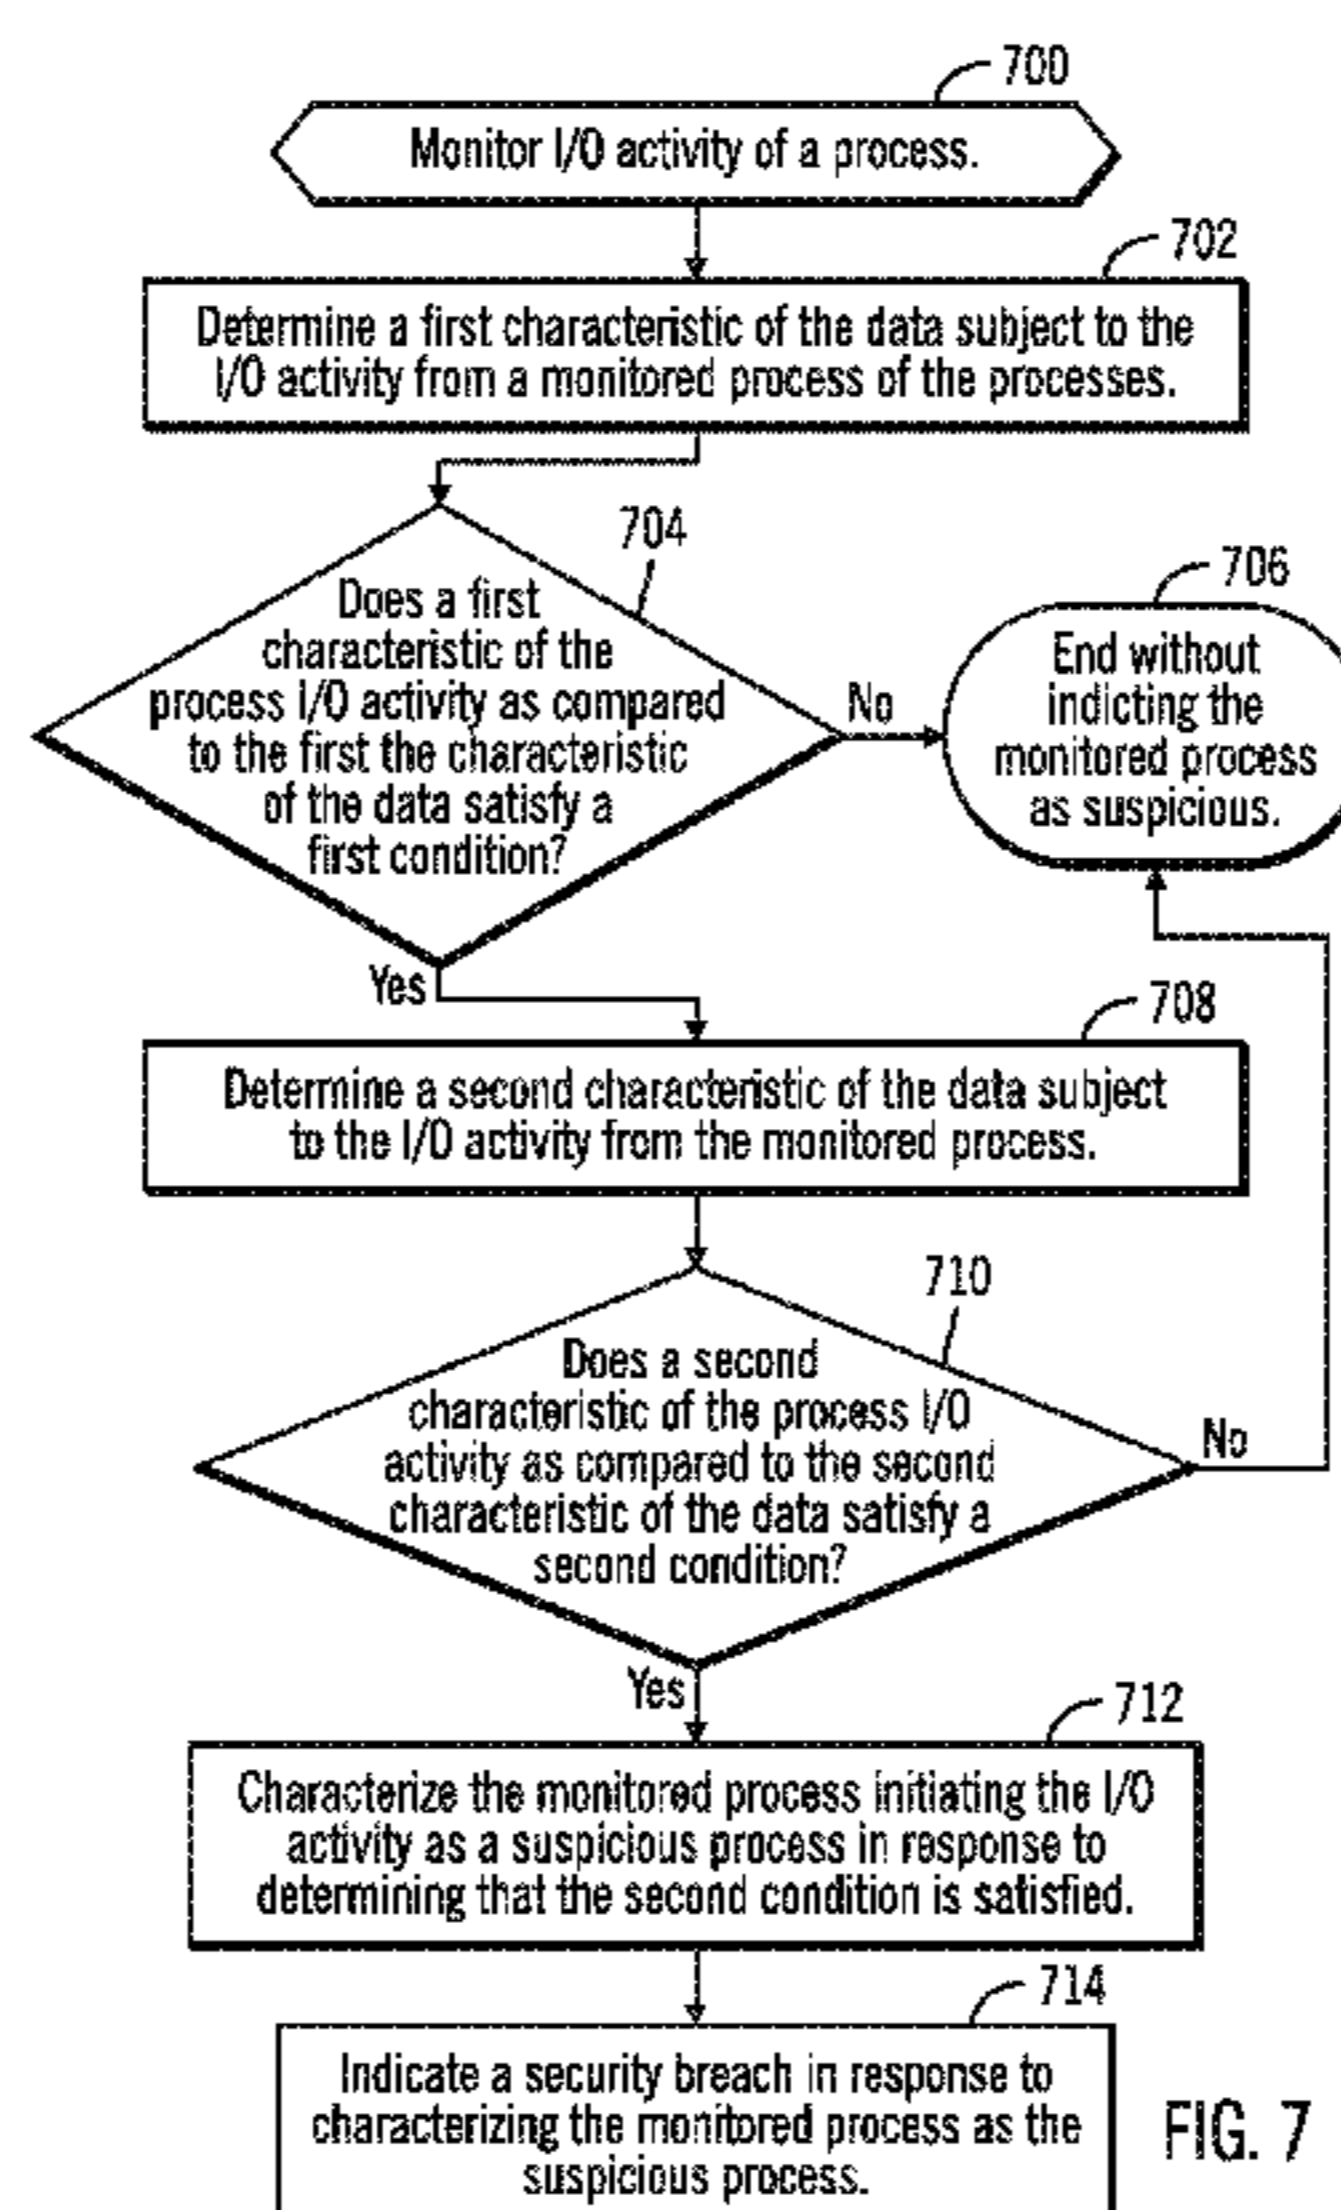 700
Monitor I/O activity of a process.
702
Determine a first characteristic of the data subject to the
I/O activity from a monitored process of the processes.
704
Does a first
characteristic of the
process I/O activity as compared
to the first the characteristic
of the data satisfy a
first condition?
No
706
End without
indicting the
monitored process
as suspicious.
Yes
708
Determine a second characteristic of the data subject
to the I/O activity from the monitored process.
710
Does a second
characteristic of the process I/O
activity as compared to the second
characteristic of the data satisfy a
second condition?
No
Yes
712
Characterize the monitored process initiating the I/O
activity as a suspicious process in response to
determining that the second condition is satisfied.
714
Indicate a security breach in response to
characterizing the monitored process as the
suspicious process.
FIG. 7